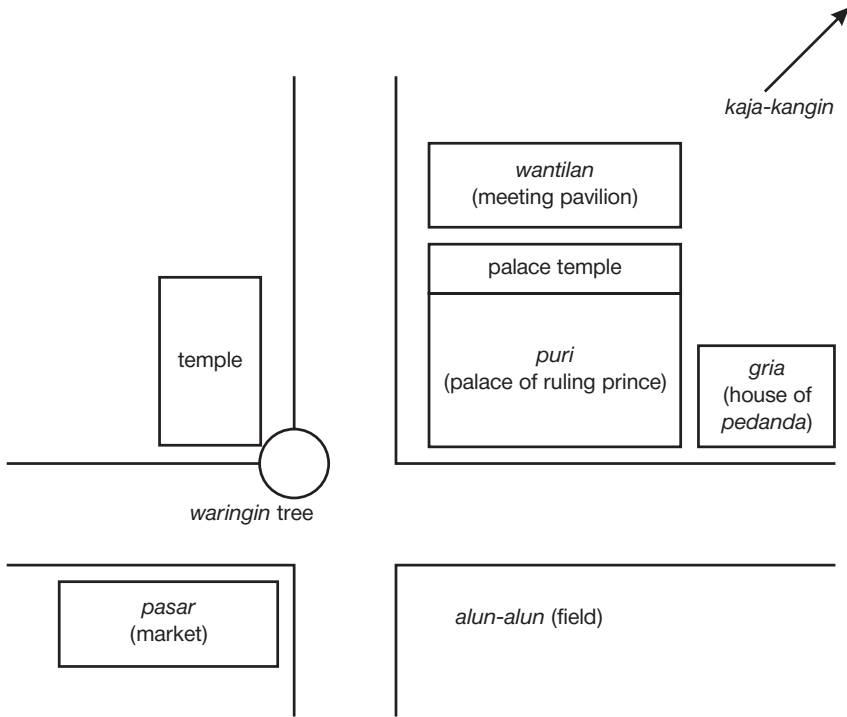 kaja-kangin
wantilan
(meeting pavilion)
palace temple
temple
puri
(palace of ruling prince)
gria
(house of
pedanda)
waringin tree
pasar
(market)
alun-alun (field)